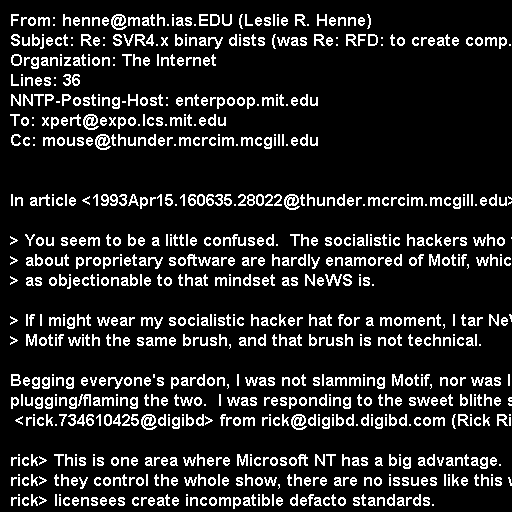 From: henne@math.ias.EDU (Leslie R. Henne)
Subject: Re: SVR4.x binary dists (was Re: RFD: to create comp.
Organization: The Internet
Lines: 36
NNTP-Posting-Host: enterpoop.mit.edu
To: xpert@expo.lcs.mit.edu
Cc: mouse@thunder.mcrcim.mcgill.edu
In article <1993Apr15.160635.28022@thunder.mcrcim.mcgill.edu>
> You seem to be a little confused.  The socialistic hackers who
> about proprietary software are hardly enamored of Motif, whic
> as objectionable to that mindset as NeWS is.
> If I might wear my socialistic hacker hat for a moment, I tar NeV
> Motif with the same brush, and that brush is not technical.
Begging everyone's pardon, I was not slamming Motif, nor was I
plugging/flaming the two.  I was responding to the sweet blithe s
<rick.734610425@digibd> from rick@digibd.digibd.com (Rick Ri
rick> This is one area where Microsoft NT has a big advantage.
rick> they control the whole show, there are no issues like this
rick> licensees create incompatible defacto standards.